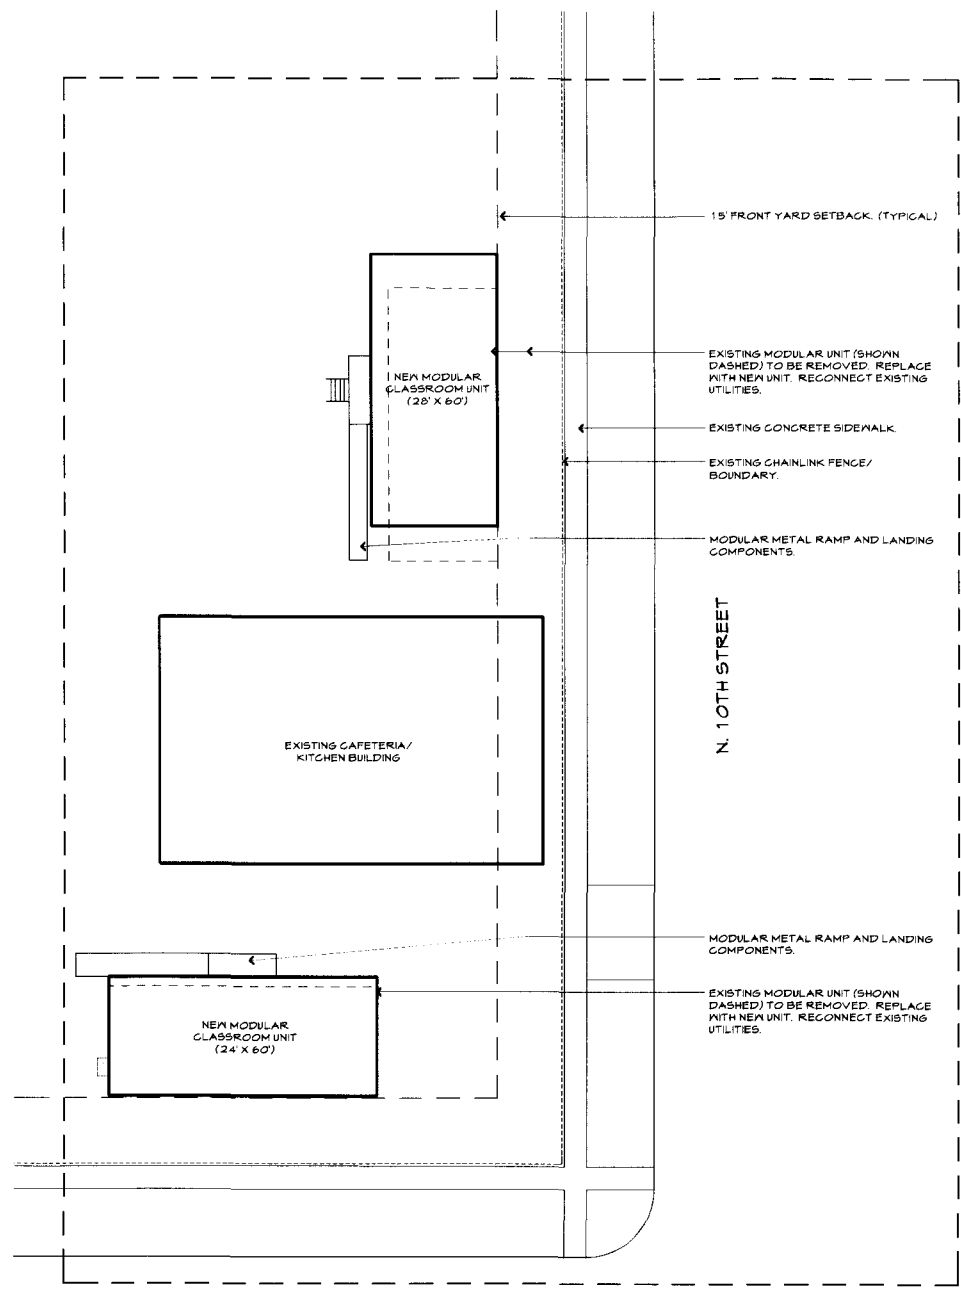 15' FRONT YARD SETBACK. (TYPICAL)
EXISTING MODULAR UNIT (SHOWN
DASHED) TO BE REMOVED. REPLACE
WITH NEW UNIT. RECONNECT EXISTING
UTILITIES.
NEW MODULAR
CLASSROOM UNIT
(28' X 60')
EXISTING CONCRETE SIDEWALK.
EXISTING CHAINLINK FENCE/
BOUNDARY.
MODULAR METAL RAMP AND LANDING
COMPONENTS.
N. 10TH STREET
EXISTING CAFETERIA/
KITCHEN BUILDING
MODULAR METAL RAMP AND LANDING
COMPONENTS.
EXISTING MODULAR UNIT (SHOWN
DASHED) TO BE REMOVED. REPLACE
WITH NEW UNIT. RECONNECT EXISTING
UTILITIES.
NEW MODULAR
CLASSROOM UNIT
(24' X 60')